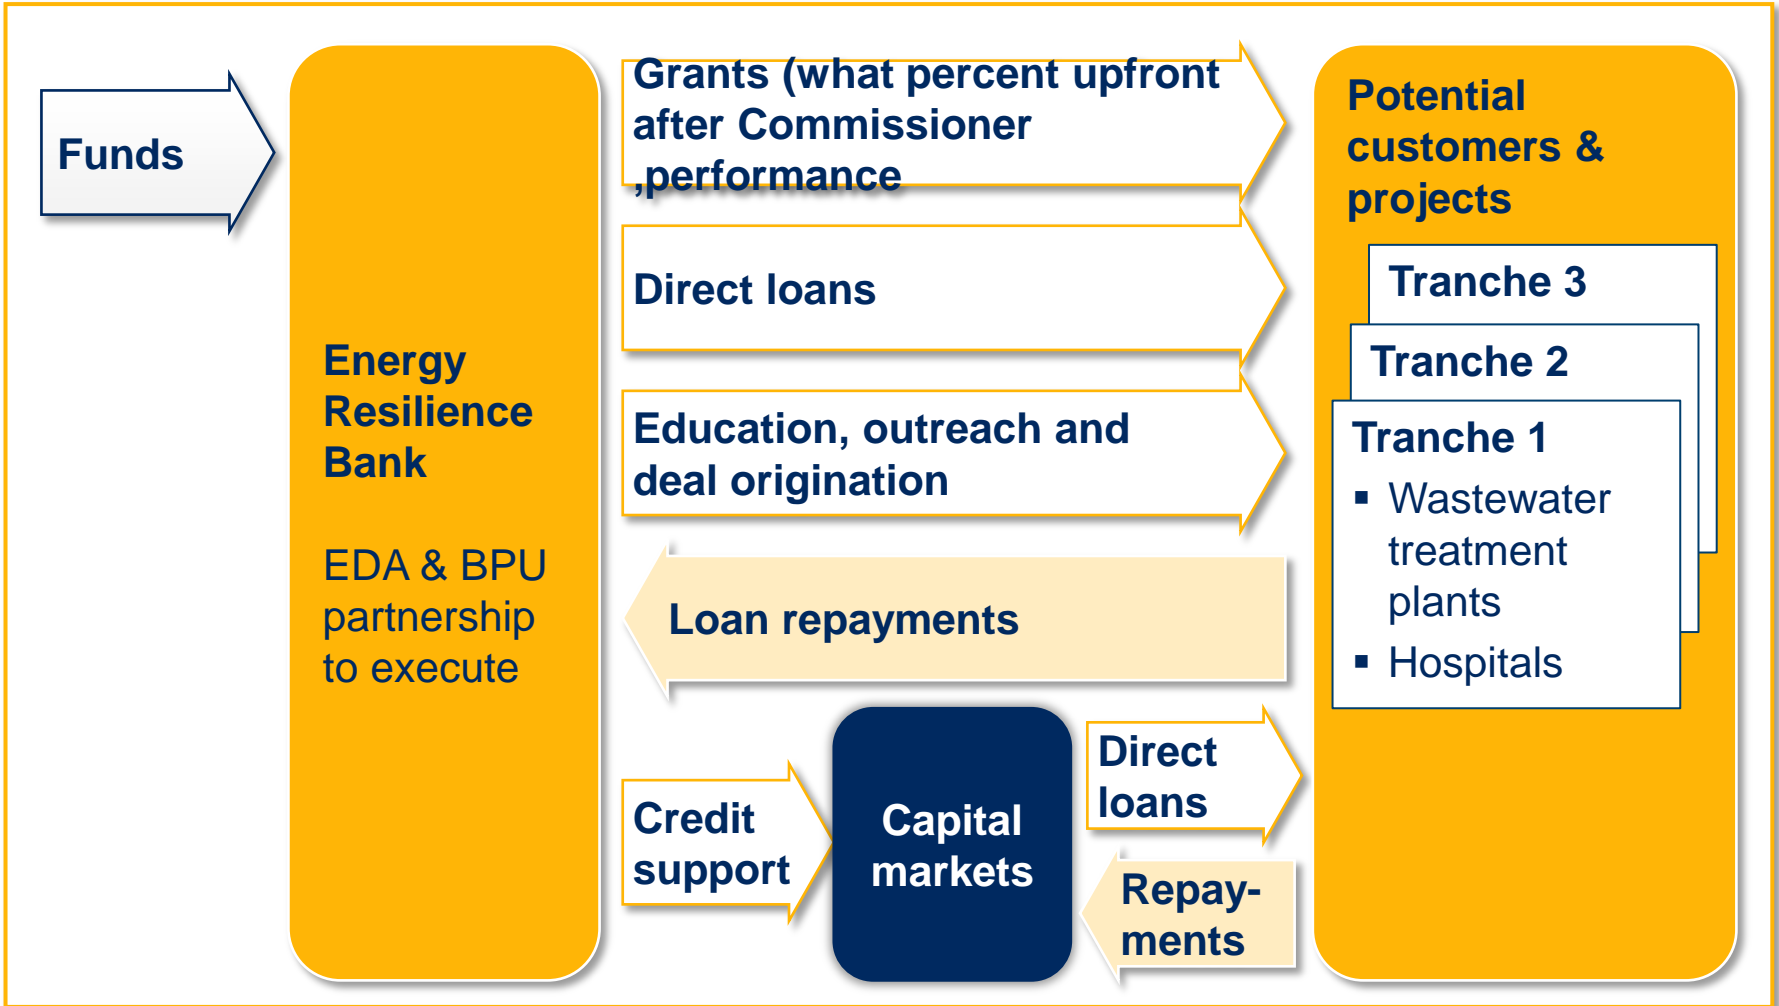 Funds
Energy
Resilience
Bank
EDA & BPU
partnership
to execute
Grants (what percent upfront
after Commissioner
,performance
Direct loans
Education, outreach and
deal origination
Loan repayments
Credit
support
Capital
markets
Direct
loans
Repay-
ments
Potential
customers &
projects
Tranche 3
Tranche 2
Tranche 1
▪ Wastewater
treatment
plants
▪ Hospitals